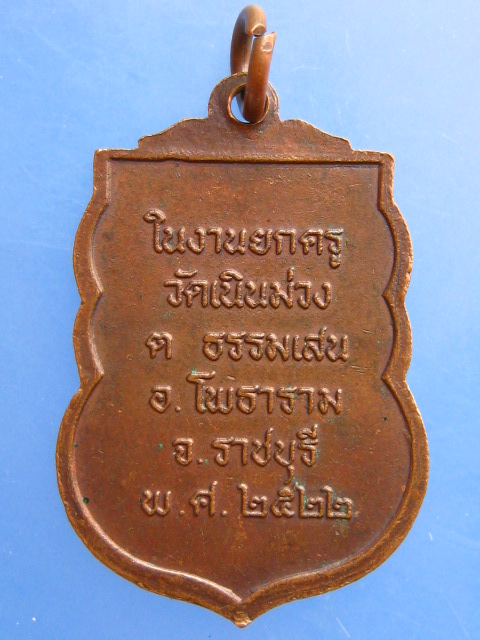 ในงานยกครู
วัดเนินม่วง
ต ธรรมเสน
อ.โพธาราม
จ.ราชบุรี
พ.ศ.๒๕๒๒